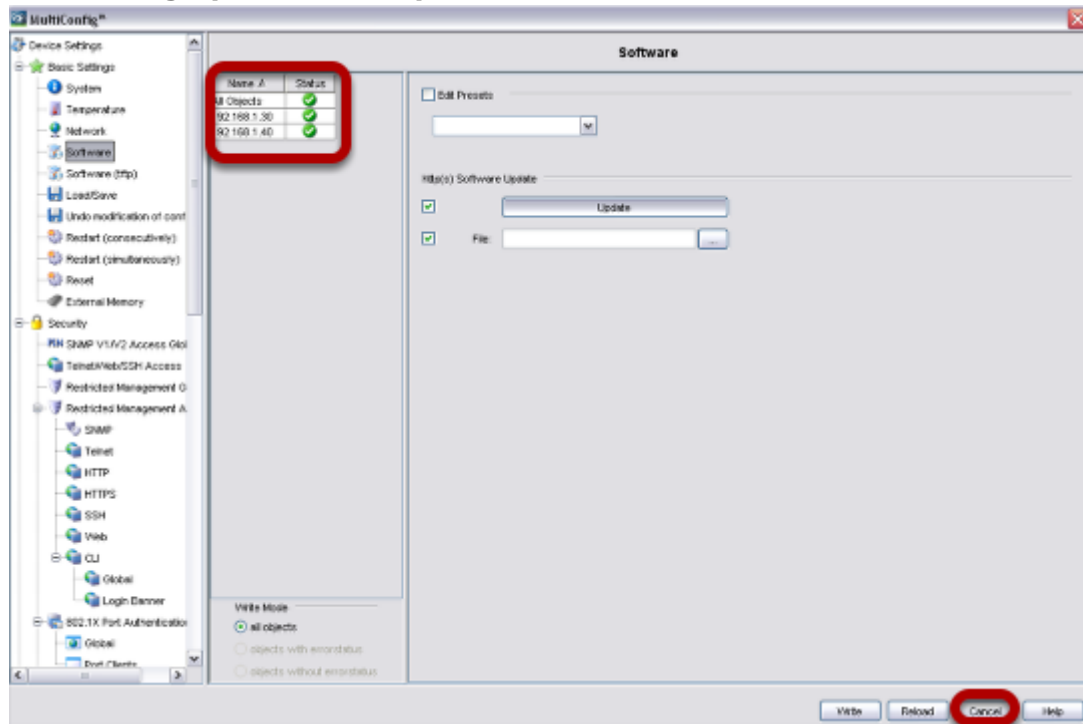 MultiConfig™
Device Settings
Basic Settings
System
Temperature
Network
Software
Software (tftp)
Load/Save
Undo modification of conf
Restart (consecutively)
Restart (simultaneously)
Reset
External Memory
Security
SNMP V1/V2 Access Glo
Telnet/Web/SSH Access
Restricted Management G
Restricted Management A
SNMP
Telnet
HTTP
HTTPS
SSH
Web
CLI
Global
Login Banner
802.1X Port Authentication
Global
Port Clients
Software
Name Status
All Objects
92.168.1.30
92.168.1.40
Write Mode
all objects
objects with errorstatus
objects without errorstatus
Edit Presets
Http(s) Software Update
Update
File: ...
Write Reload Cancel Help